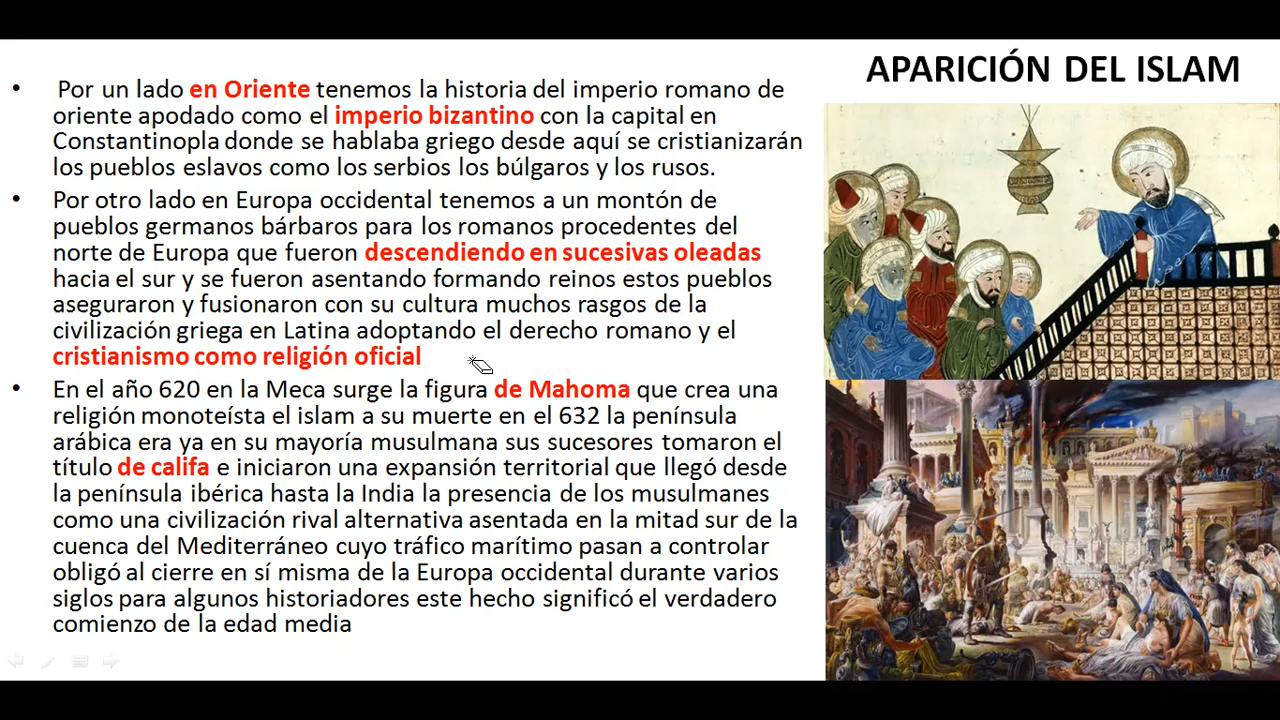 APARICIÓN DEL ISLAM
• Por un lado en Oriente tenemos la historia del imperio romano de
oriente apodado como el imperio bizantino con la capital en
Constantinopla donde se hablaba griego desde aquí se cristianizarán
los pueblos eslavos como los serbios los búlgaros y los rusos.
• Por otro lado en Europa occidental tenemos a un montón de
pueblos germanos bárbaros para los romanos procedentes del
norte de Europa que fueron descendiendo en sucesivas oleadas
hacia el sur y se fueron asentando formando reinos estos pueblos
aseguraron y fusionaron con su cultura muchos rasgos de la
civilización griega en Latina adoptando el derecho romano y el
cristianismo como religión oficial
• En el año 620 en la Meca surge la figura de Mahoma que crea una
religión monoteísta el islam a su muerte en el 632 la península
arábica era ya en su mayoría musulmana sus sucesores tomaron el
título de califa e iniciaron una expansión territorial que llegó desde
la península ibérica hasta la India la presencia de los musulmanes
como una civilización rival alternativa asentada en la mitad sur de la
cuenca del Mediterráneo cuyo tráfico marítimo pasan a controlar
obligó al cierre en sí misma de la Europa occidental durante varios
siglos para algunos historiadores este hecho significó el verdadero
comienzo de la edad media